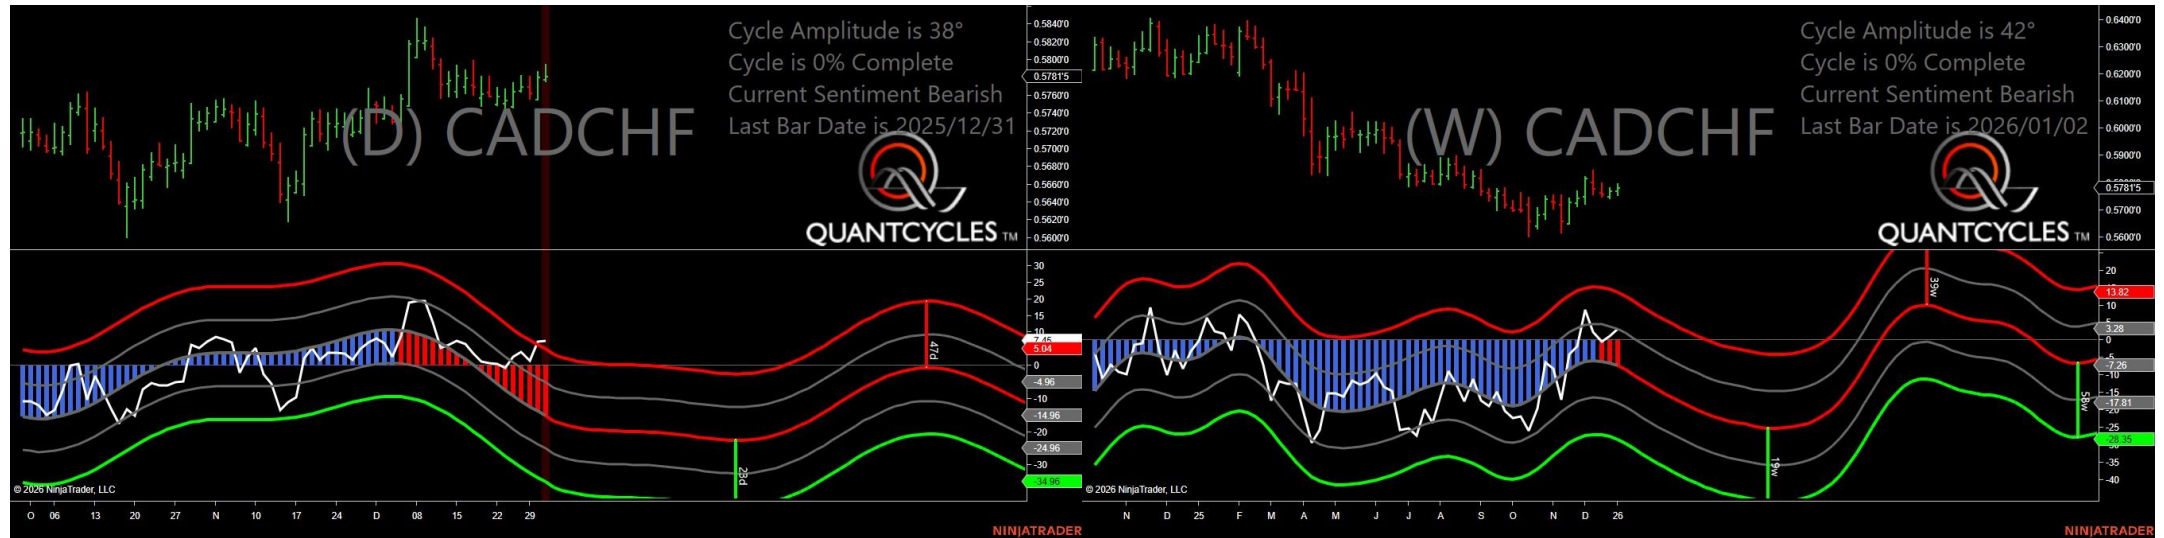 Cycle Amplitude is 38°
Cycle is 0% Complete
Current Sentiment Bearish
Last Bar Date is 2025/12/31
(D) CADCHF
QUANTCYCLES TM
0.5840'0
0.5820'0
0.5800'0
0.5781'5
0.5760'0
0.5740'0
0.5720'0
0.5700'0
0.5680'0
0.5660'0
0.5640'0
0.5620'0
0.5600'0
30
25
20
15
10
5.04
0
-4.96
-10
-14.96
-20
-24.96
-30
-34.96
47d
© 2026 NinjaTrader, LLC
O 06 13 20 27 N 10 17 24 D 08 15 22 29
NINJATRADER
Cycle Amplitude is 42°
Cycle is 0% Complete
Current Sentiment Bearish
Last Bar Date is 2026/01/02
(W) CADCHF
QUANTCYCLES TM
0.6400'0
0.6300'0
0.6200'0
0.6100'0
0.6000'0
0.5900'0
0.5781'5
0.5700'0
0.5600'0
20
13.82
10
3.28
0
-7.26
-10
-15
-17.81
-25
-28.35
-35
-40
39w
19w
58w
© 2026 NinjaTrader, LLC
N D 25 F M A M J J A S O N D 26
NINJATRADER